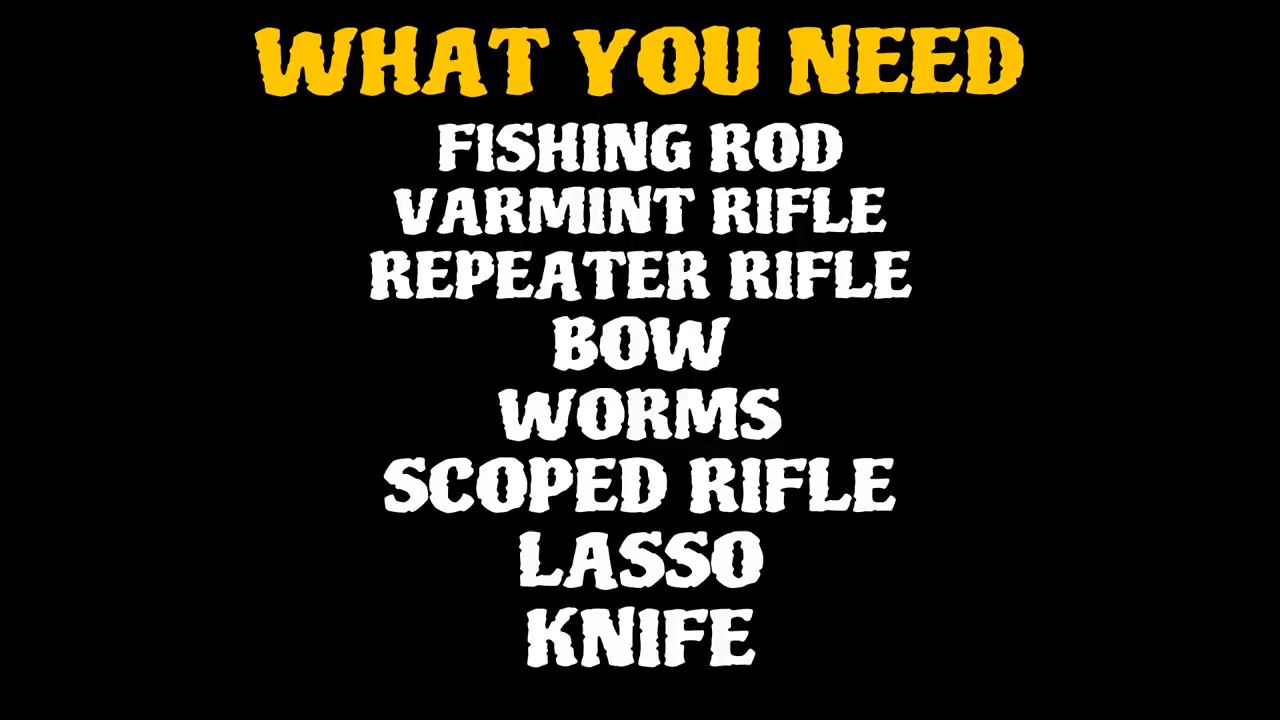 WHAT YOU NEED
FISHING ROD
VARMINT RIFLE
REPEATER RIFLE
BOW
WORMS
SCOPED RIFLE
LASSO
KNIFE